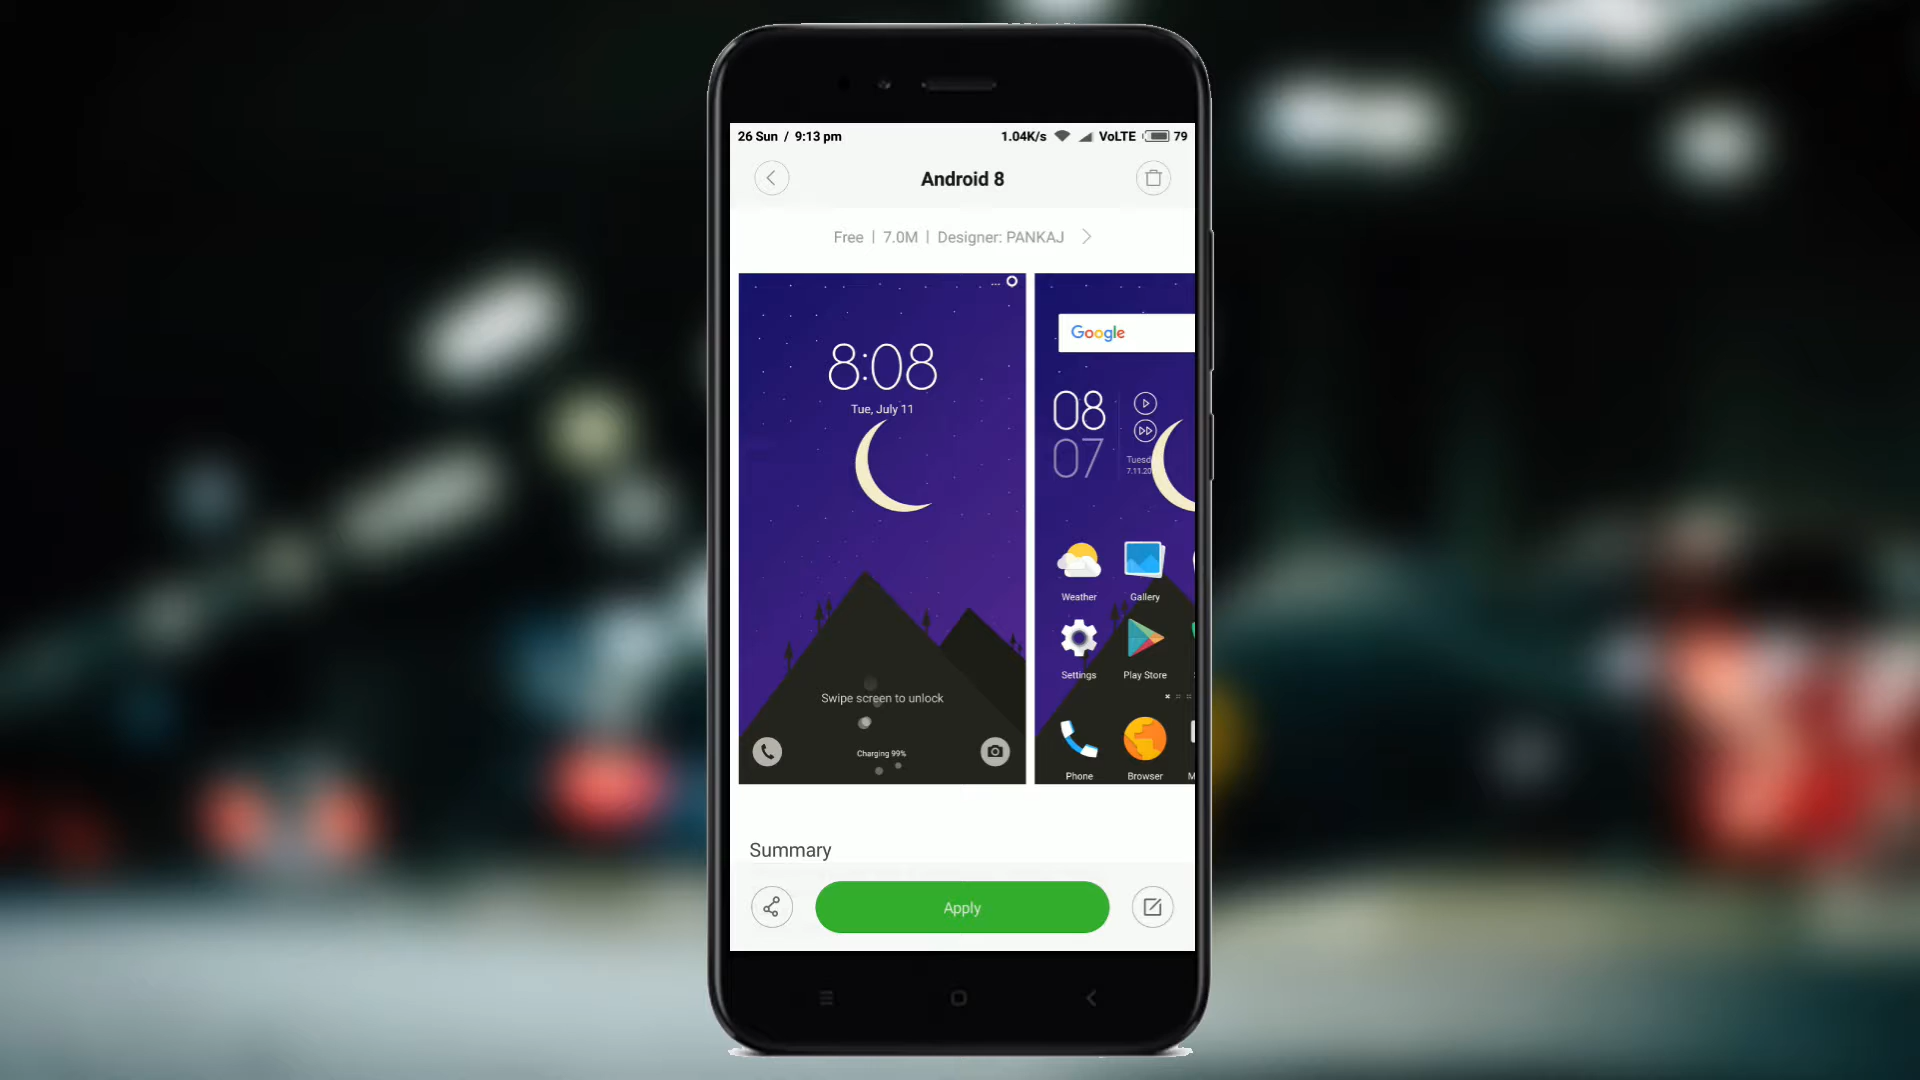 26 Sun / 9:13 pm 1.04K/s VoLTE 79
Android 8
Free | 7.0M | Designer: PANKAJ
8:08
Tue, July 11
Swipe screen to unlock
Charging 99%
Google
08
07
Weather Gallery
Settings Play Store
Phone Browser
Summary
Apply